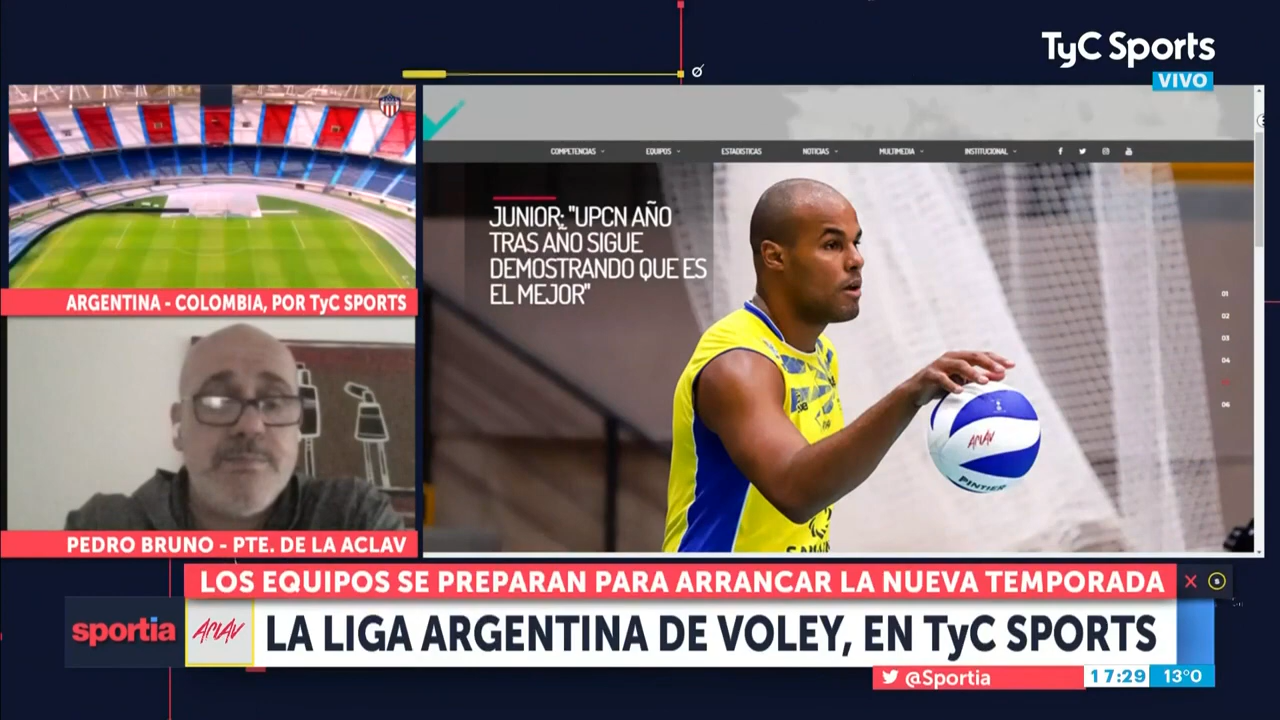 TyC Sports
VIVO
ARGENTINA - COLOMBIA, POR TyC SPORTS
PEDRO BRUNO - PTE. DE LA ACLAV
COMPETENCIAS EQUIPOS ESTADISTICAS NOTICIAS MULTIMEDIA INSTITUCIONAL
JUNIOR: "UPCN AÑO
TRAS AÑO SIGUE
DEMOSTRANDO QUE ES
EL MEJOR"
01
02
03
04
06
ACLAV
PINTIER
LOS EQUIPOS SE PREPARAN PARA ARRANCAR LA NUEVA TEMPORADA
sportia
ACLAV
LA LIGA ARGENTINA DE VOLEY, EN TyC SPORTS
@Sportia
17:29
13°0